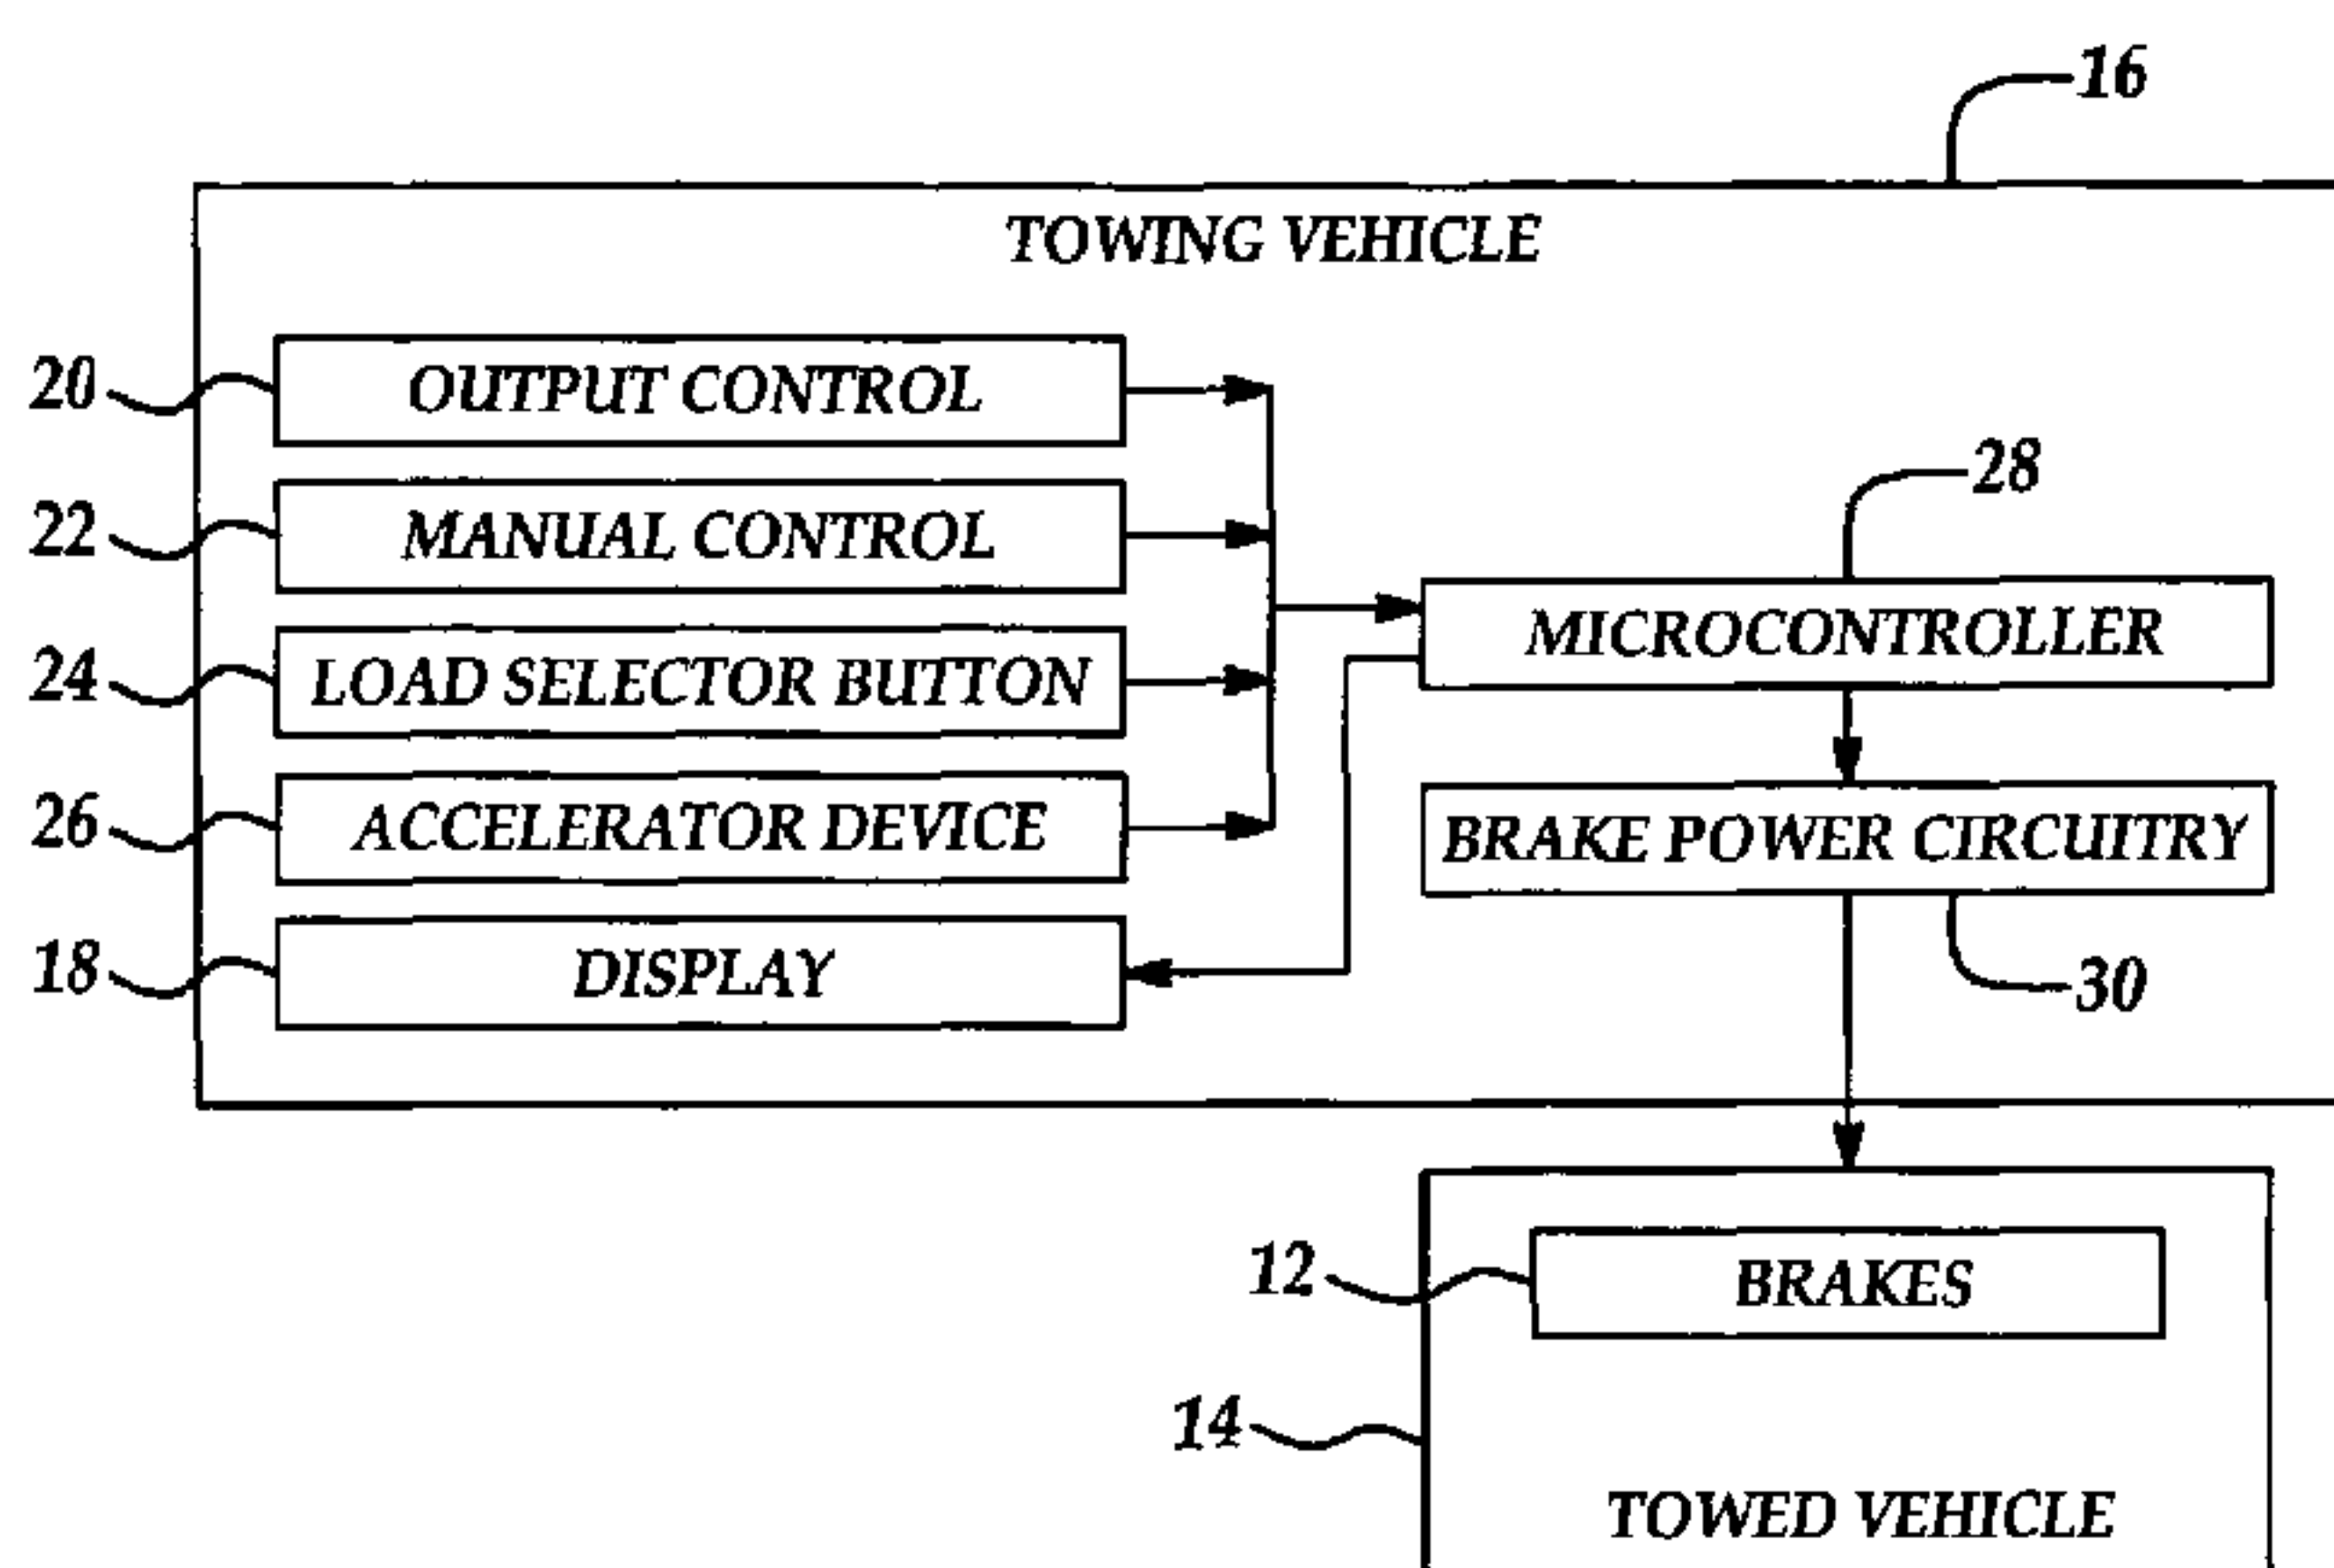 16
TOWING VEHICLE
20 OUTPUT CONTROL
28
22 MANUAL CONTROL
MICROCONTROLLER
24 LOAD SELECTOR BUTTON
26 ACCELERATOR DEVICE
BRAKE POWER CIRCUITRY
18 DISPLAY
30
12 BRAKES
14
TOWED VEHICLE